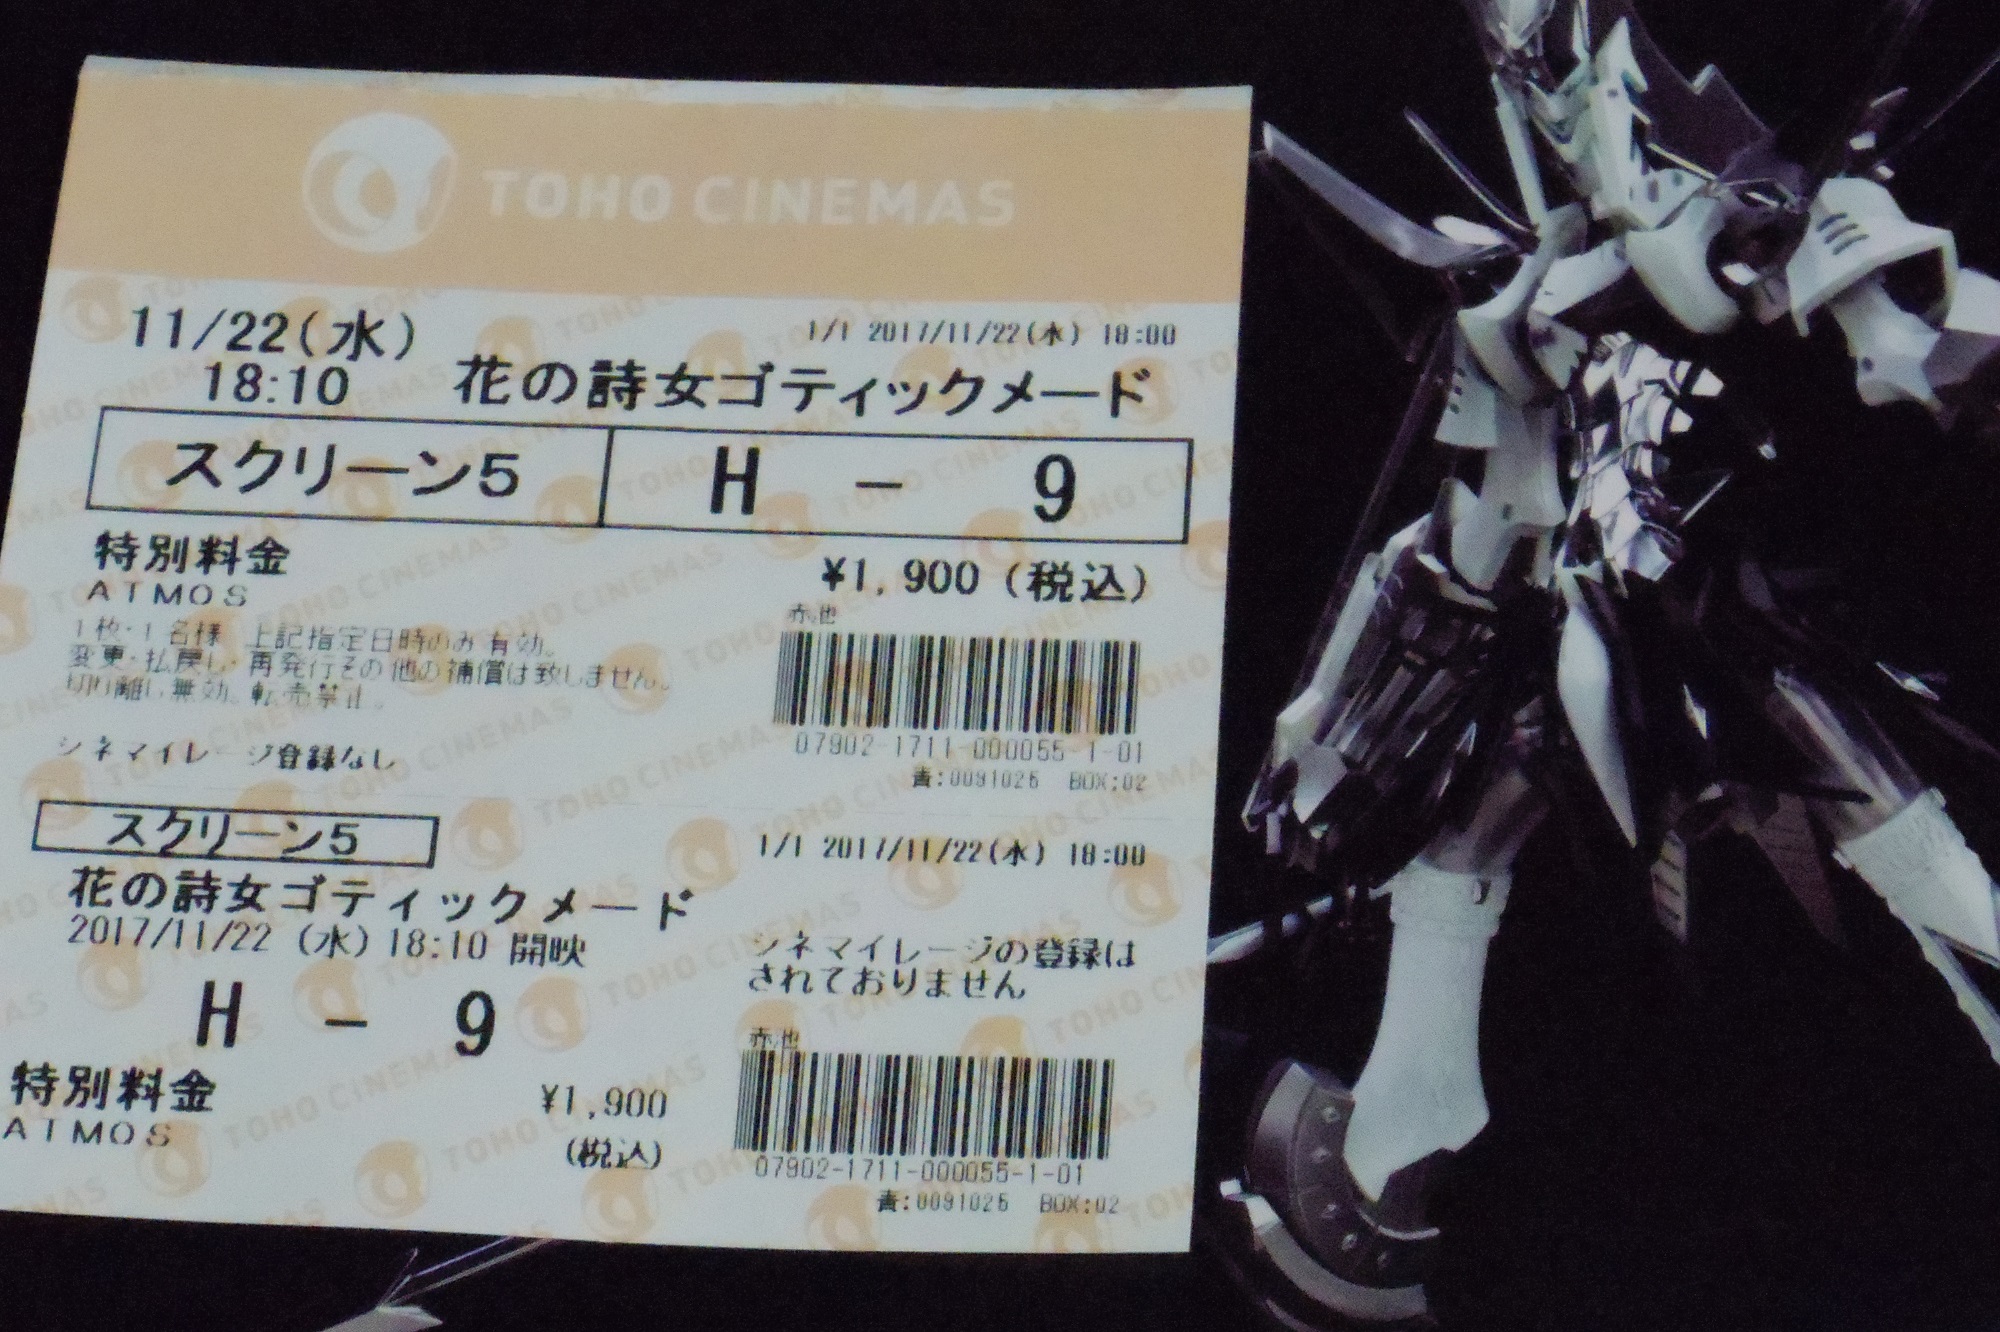 TOHO CINEMAS
11/22(水)
1/1 2017/11/22(水) 18:00
18:10 花の詩女ゴティックメード
スクリーン5
H - 9
特別料金
¥1,900(税込)
ATMOS
赤池
1枚・1名様 上記指定日時のみ有効。
変更・払戻し・再発行その他の補償は致しません。
切り離し無効。転売禁止。
07902-1711-000055-1-01
シネマイレージ登録なし
青:0091026 BOX:02
スクリーン5
1/1 2017/11/22(水) 18:00
花の詩女ゴティックメード
2017/11/22 (水) 18:10 開映
シネマイレージの登録は
されておりません
H - 9
赤池
特別料金
ATMOS
¥1,900
(税込)
07902-1711-000055-1-01
青:0091026 BOX:02